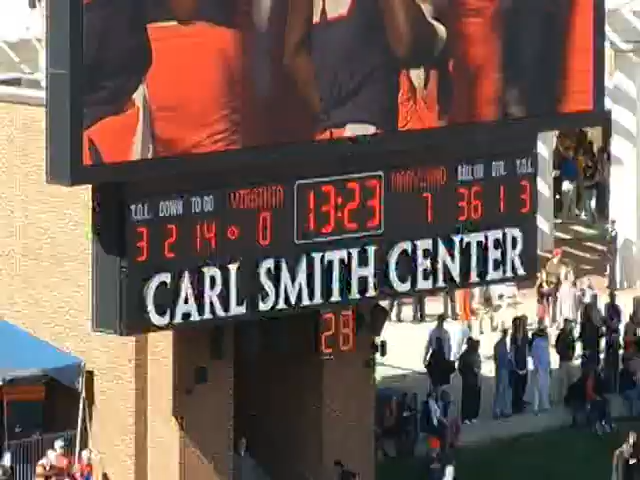 T.O.L. DOWN TO GO VIRGINIA 13:23 MARYLAND BALL ON QTR. T.O.L.
3 2 14 0 7 36 1 3
CARL SMITH CENTER
28